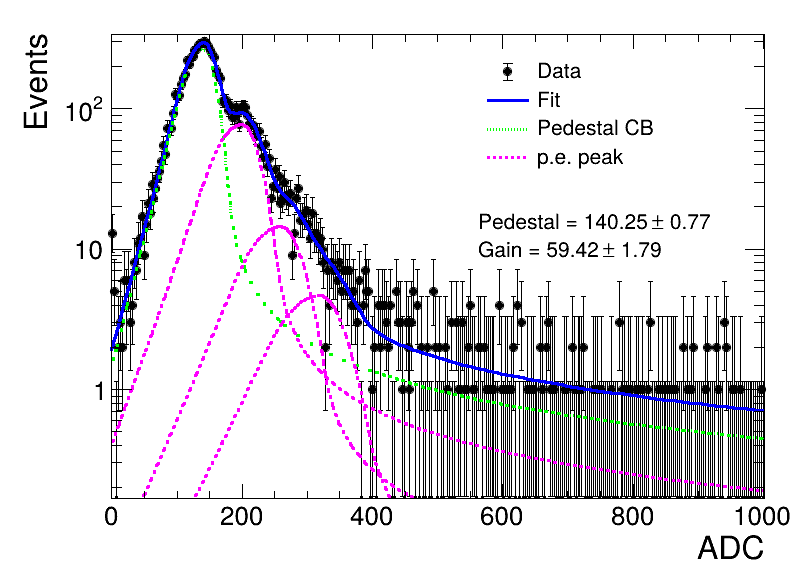 Events
10²
10
1
Data
Fit
Pedestal CB
p.e. peak
Pedestal = 140.25 ± 0.77
Gain = 59.42 ± 1.79
0 200 400 600 800 1000
ADC